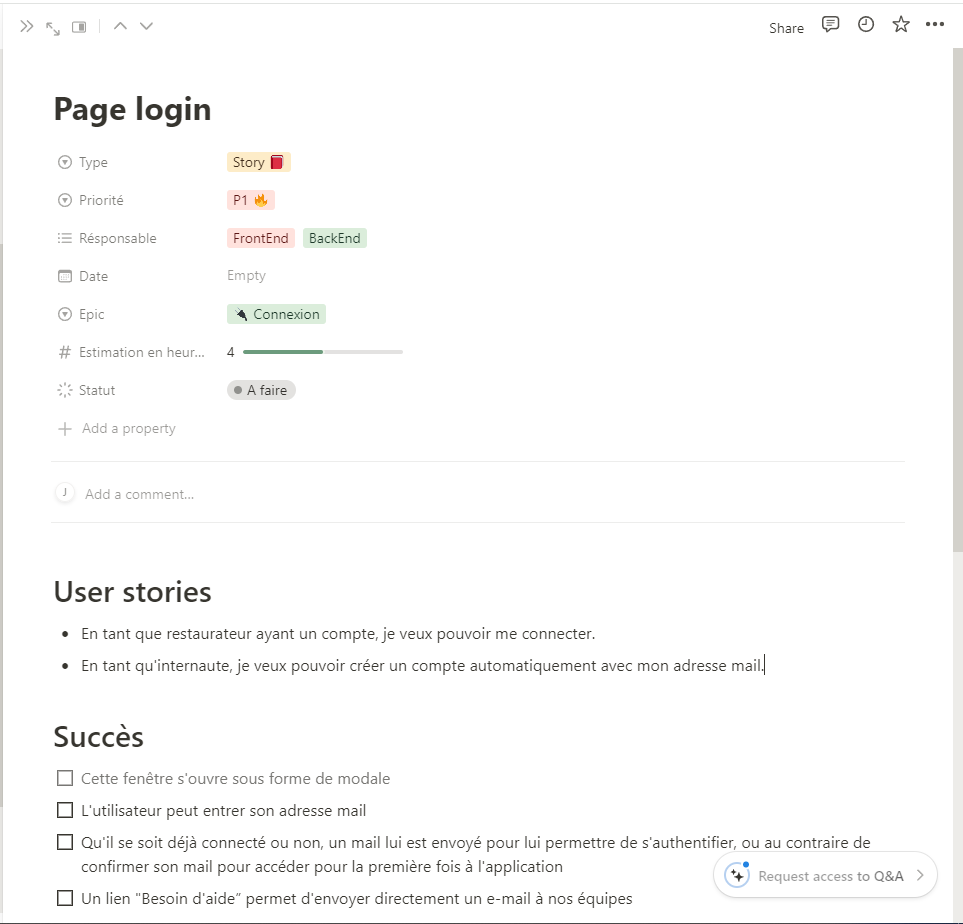 Share
Page login
Type Story
Priorité P1
Résponsable FrontEnd BackEnd
Date Empty
Epic Connexion
Estimation en heur... 4
Statut A faire
Add a property
J Add a comment...
User stories
En tant que restaurateur ayant un compte, je veux pouvoir me connecter.
En tant qu'internaute, je veux pouvoir créer un compte automatiquement avec mon adresse mail.
Succès
Cette fenêtre s'ouvre sous forme de modale
L'utilisateur peut entrer son adresse mail
Qu'il se soit déjà connecté ou non, un mail lui est envoyé pour lui permettre de s'authentifier, ou au contraire de
confirmer son mail pour accéder pour la première fois à l'application
Request access to Q&A
Un lien "Besoin d'aide” permet d'envoyer directement un e-mail à nos équipes